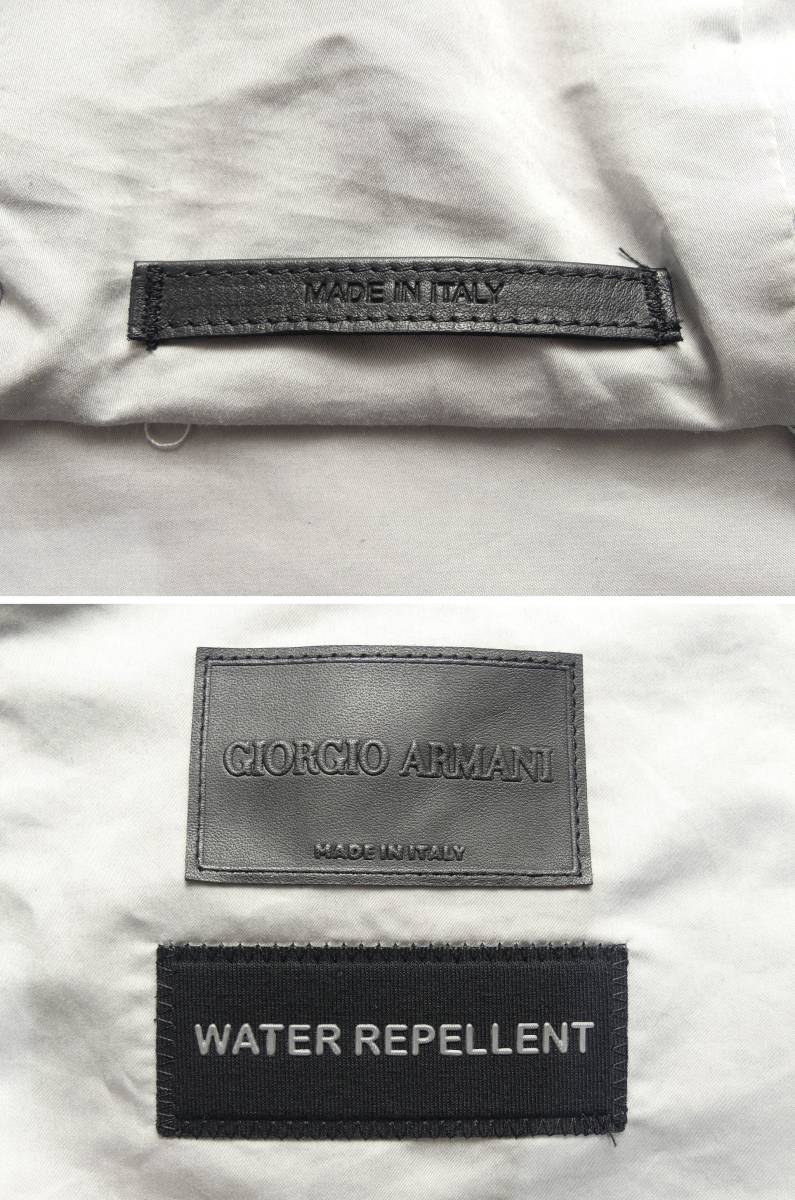 MADE IN ITALY
GIORGIO ARMANI
MADE IN ITALY
WATER REPELLENT